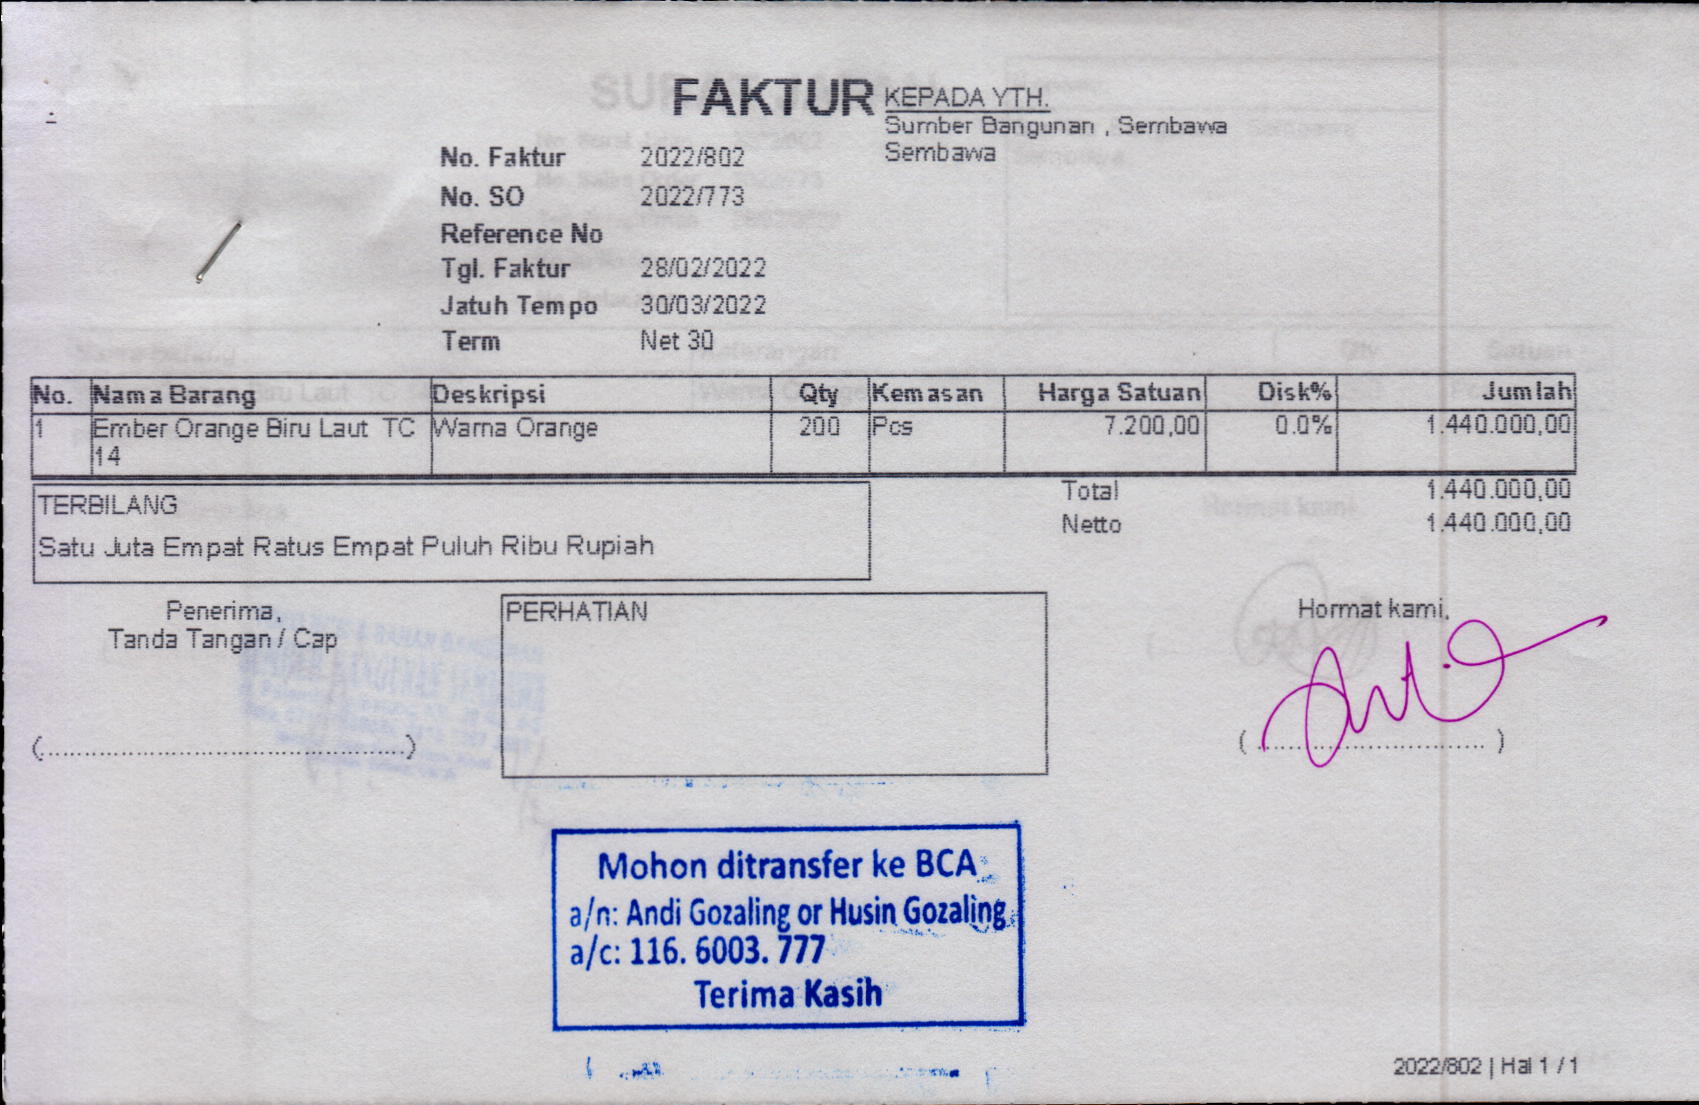 FAKTUR
KEPADA YTH.
Sumber Bangunan , Sembawa
Sembawa
No. Faktur 2022/802
No. SO 2022/773
Reference No
Tgl. Faktur 28/02/2022
Jatuh Tempo 30/03/2022
Term Net 30
No. Nama Barang Deskripsi Qty Kemasan Harga Satuan Disk% Jumlah
1 Ember Orange Biru Laut TC Warna Orange 200 Pcs 7.200,00 0.0% 1.440.000,00
14
TERBILANG
Satu Juta Empat Ratus Empat Puluh Ribu Rupiah
Total 1.440.000,00
Netto 1.440.000,00
Penerima,
Tanda Tangan / Cap
(......................................................)
PERHATIAN
Hormat kami,
( .................................. )
Mohon ditransfer ke BCA
a/n: Andi Gozaling or Husin Gozaling
a/c: 116. 6003. 777
Terima Kasih
2022/802 | Hal 1 / 1